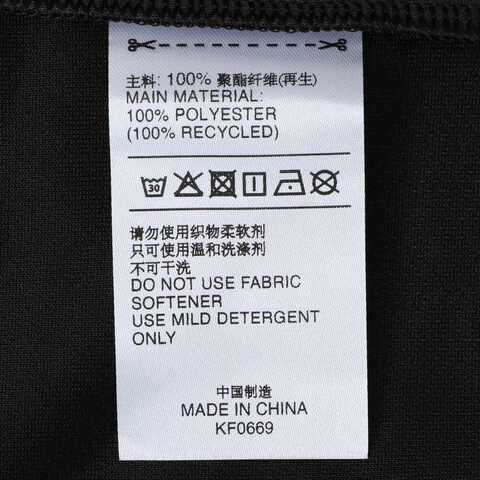 主料: 100% 聚酯纤维(再生)
MAIN MATERIAL:
100% POLYESTER
(100% RECYCLED)
30
请勿使用织物柔软剂
只可使用温和洗涤剂
不可干洗
DO NOT USE FABRIC
SOFTENER
USE MILD DETERGENT
ONLY
中国制造
MADE IN CHINA
KF0669